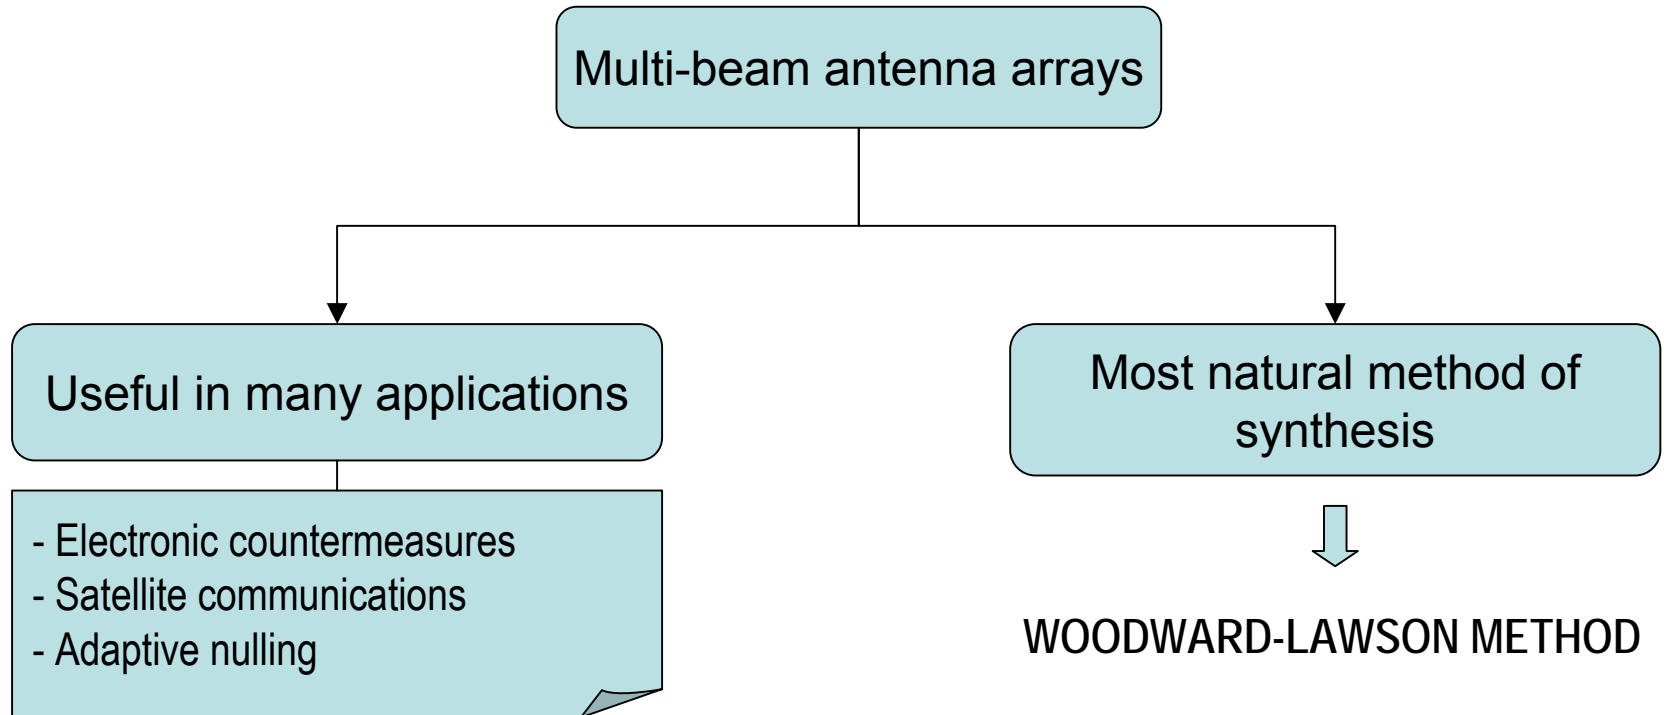 Multi-beam antenna arrays
Useful in many applications
- Electronic countermeasures
- Satellite communications
- Adaptive nulling
Most natural method of
synthesis
WOODWARD-LAWSON METHOD